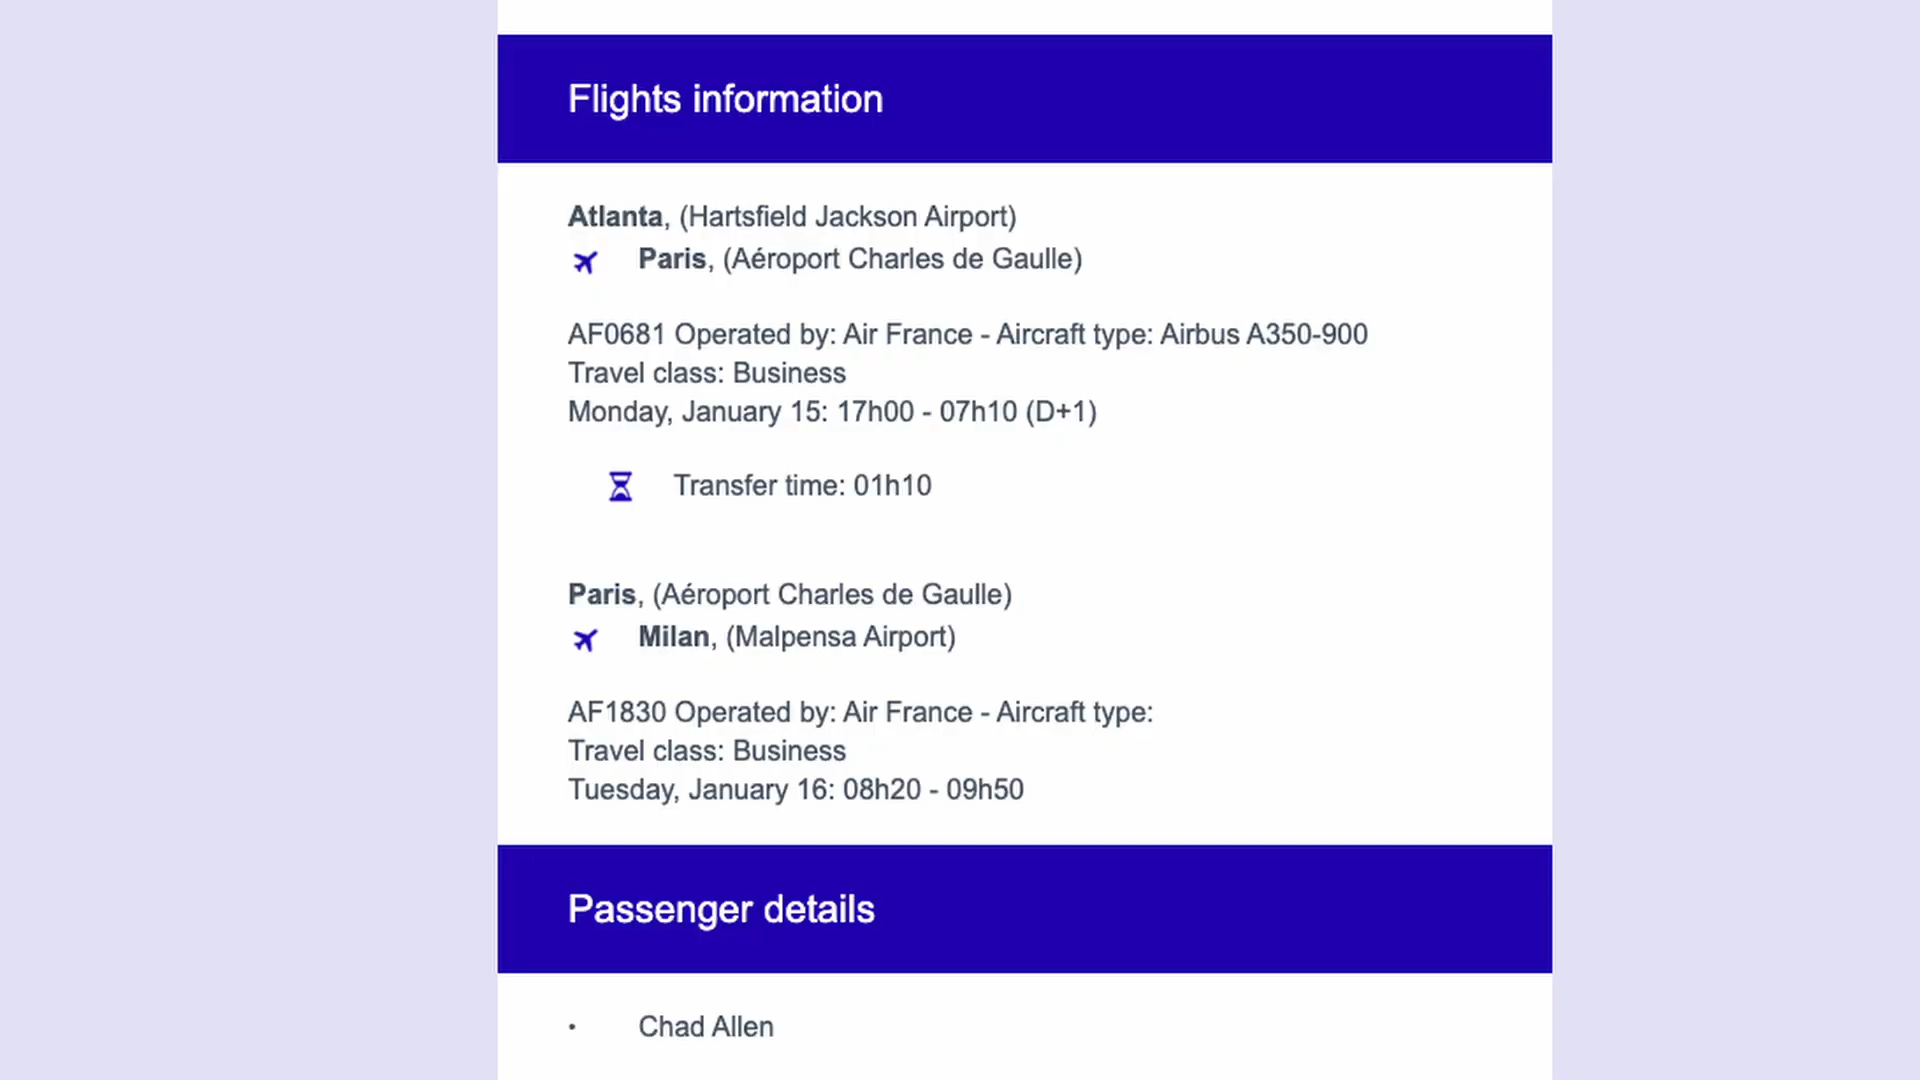 Flights information
Atlanta, (Hartsfield Jackson Airport)
Paris, (Aéroport Charles de Gaulle)
AF0681 Operated by: Air France - Aircraft type: Airbus A350-900
Travel class: Business
Monday, January 15: 17h00 - 07h10 (D+1)
Transfer time: 01h10
Paris, (Aéroport Charles de Gaulle)
Milan, (Malpensa Airport)
AF1830 Operated by: Air France - Aircraft type:
Travel class: Business
Tuesday, January 16: 08h20 - 09h50
Passenger details
• Chad Allen